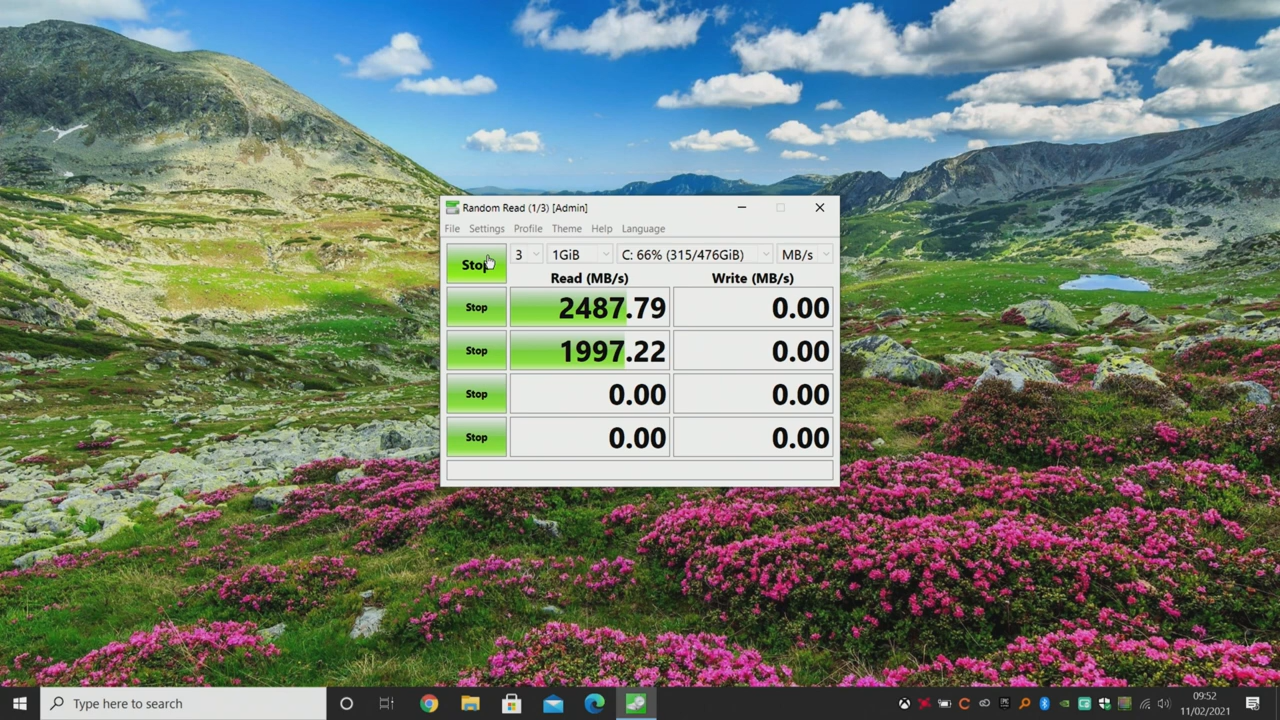 Random Read (1/3) [Admin]
File Settings Profile Theme Help Language
Stop 3 1GiB C: 66% (315/476GiB) MB/s
Read (MB/s) Write (MB/s)
Stop 2487.79 0.00
Stop 1997.22 0.00
Stop 0.00 0.00
Stop 0.00 0.00
Type here to search
09:52
11/02/2021